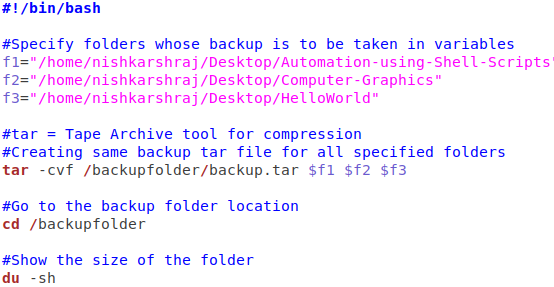 #!/bin/bash
#Specify folders whose backup is to be taken in variables
f1="/home/nishkarshraj/Desktop/Automation-using-Shell-Scripts"
f2="/home/nishkarshraj/Desktop/Computer-Graphics"
f3="/home/nishkarshraj/Desktop/HelloWorld"
#tar = Tape Archive tool for compression
#Creating same backup tar file for all specified folders
tar -cvf /backupfolder/backup.tar $f1 $f2 $f3
#Go to the backup folder location
cd /backupfolder
#Show the size of the folder
du -sh